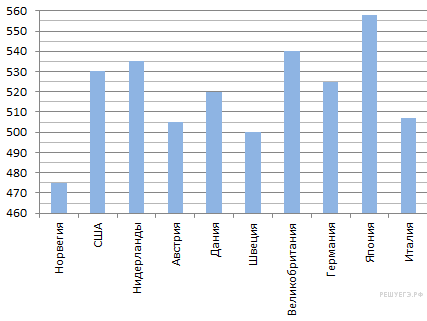 560
550
540
530
520
510
500
490
480
470
460
Норвегия
США
Нидерланды
Австрия
Дания
Швеция
Великобритания
Германия
Япония
Италия
РЕШУЕГЭ.РФ